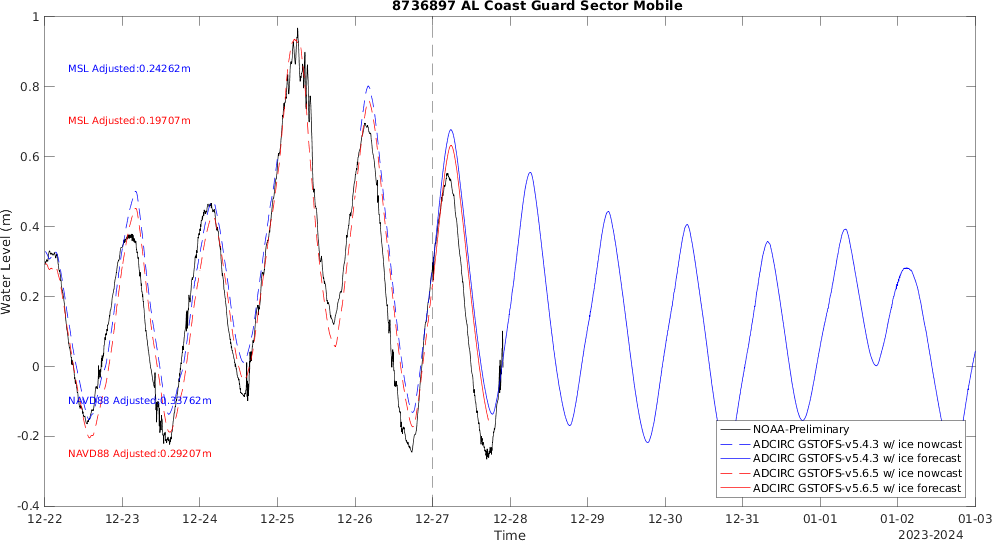 8736897 AL Coast Guard Sector Mobile
1
0.8
0.6
0.4
0.2
0
-0.2
-0.4
Water Level (m)
MSL Adjusted:0.24262m
MSL Adjusted:0.19707m
NAVD88 Adjusted:0.33762m
NAVD88 Adjusted:0.29207m
NOAA-Preliminary
ADCIRC GSTOFS-v5.4.3 w/ ice nowcast
ADCIRC GSTOFS-v5.4.3 w/ ice forecast
ADCIRC GSTOFS-v5.6.5 w/ ice nowcast
ADCIRC GSTOFS-v5.6.5 w/ ice forecast
12-22 12-23 12-24 12-25 12-26 12-27 12-28 12-29 12-30 12-31 01-01 01-02 01-03
Time
2023-2024